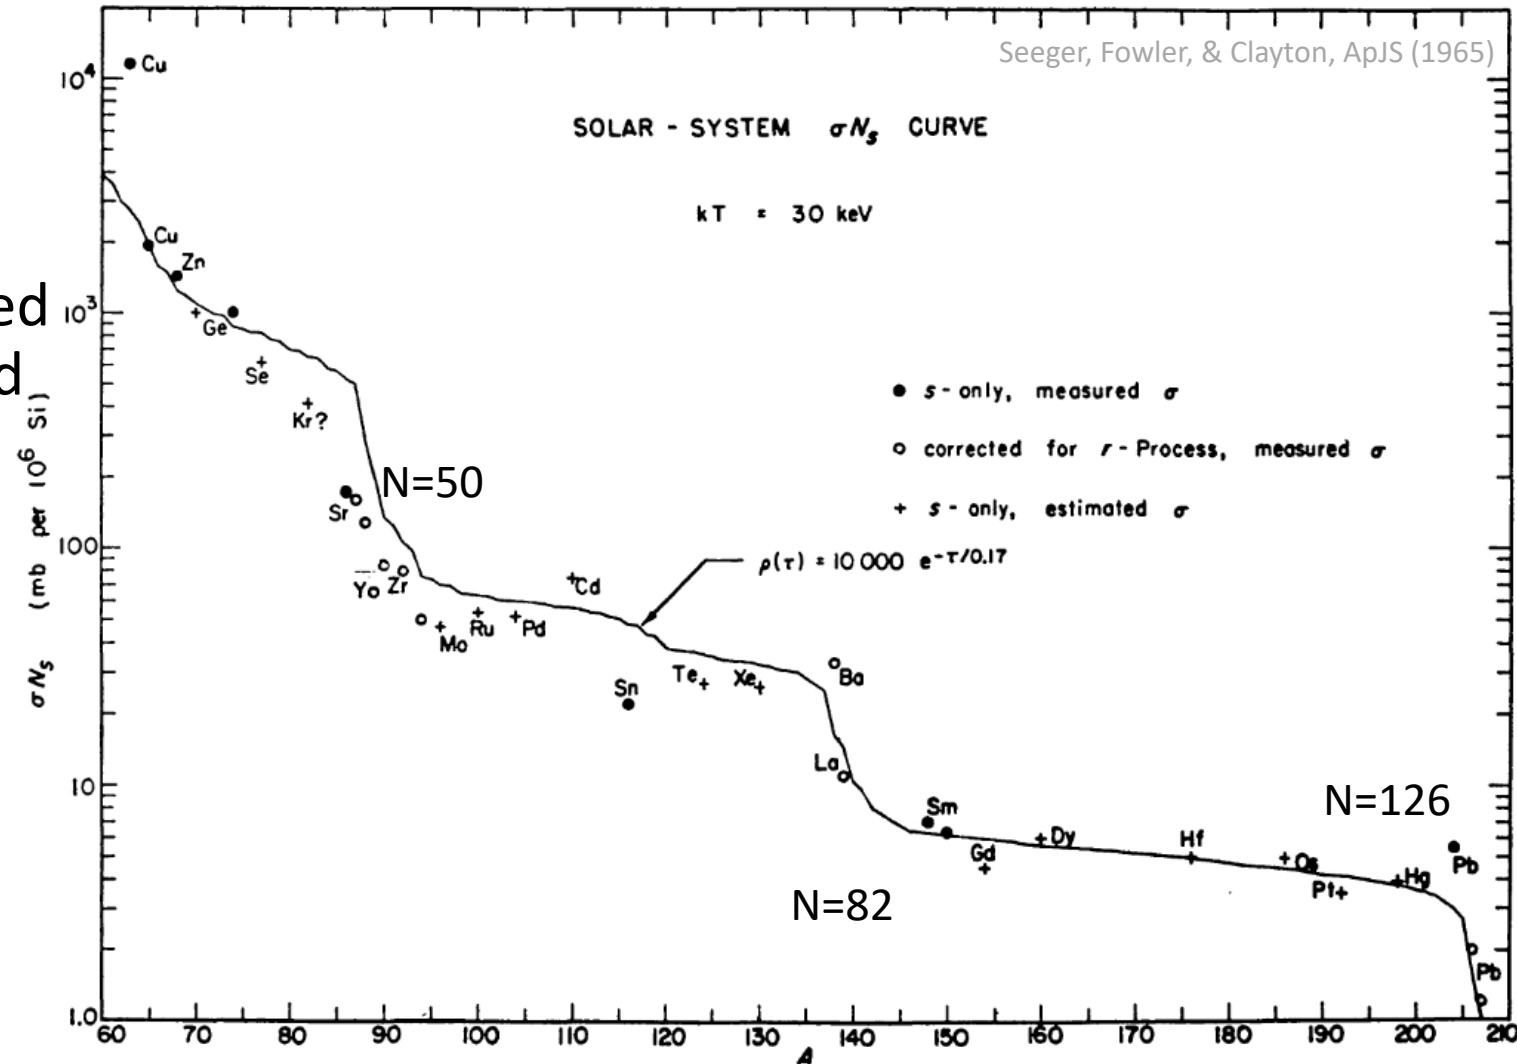 Seeger, Fowler, & Clayton, ApJS (1965)
SOLAR - SYSTEM σNs CURVE
kT = 30 keV
ed
d
σNs (mb per 10^6 Si)
10^4
10^3
100
10
1.0
Cu
Cu
Zn
Ge
Se
Kr?
Sr
N=50
Y
Zr
Mo
Ru
Pd
Cd
Sn
Te
Xe
Ba
La
Sm
Gd
Dy
Hf
Os
Pt
Hg
Pb
Pb
N=82
N=126
● s - only, measured σ
○ corrected for r - Process, measured σ
+ s - only, estimated σ
ρ(τ) = 10 000 e^-τ/0.17
60 70 80 90 100 110 120 130 140 150 160 170 180 190 200 210
A